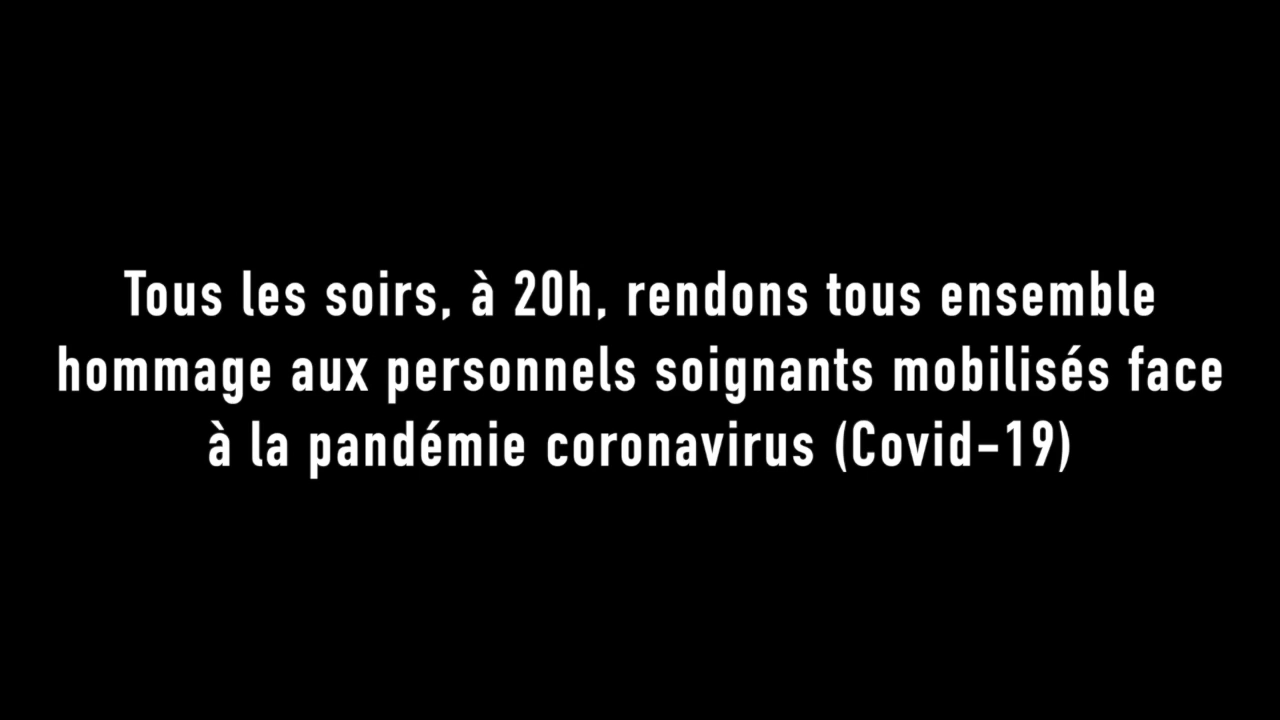 Tous les soirs, à 20h, rendons tous ensemble
hommage aux personnels soignants mobilisés face
à la pandémie coronavirus (Covid-19)